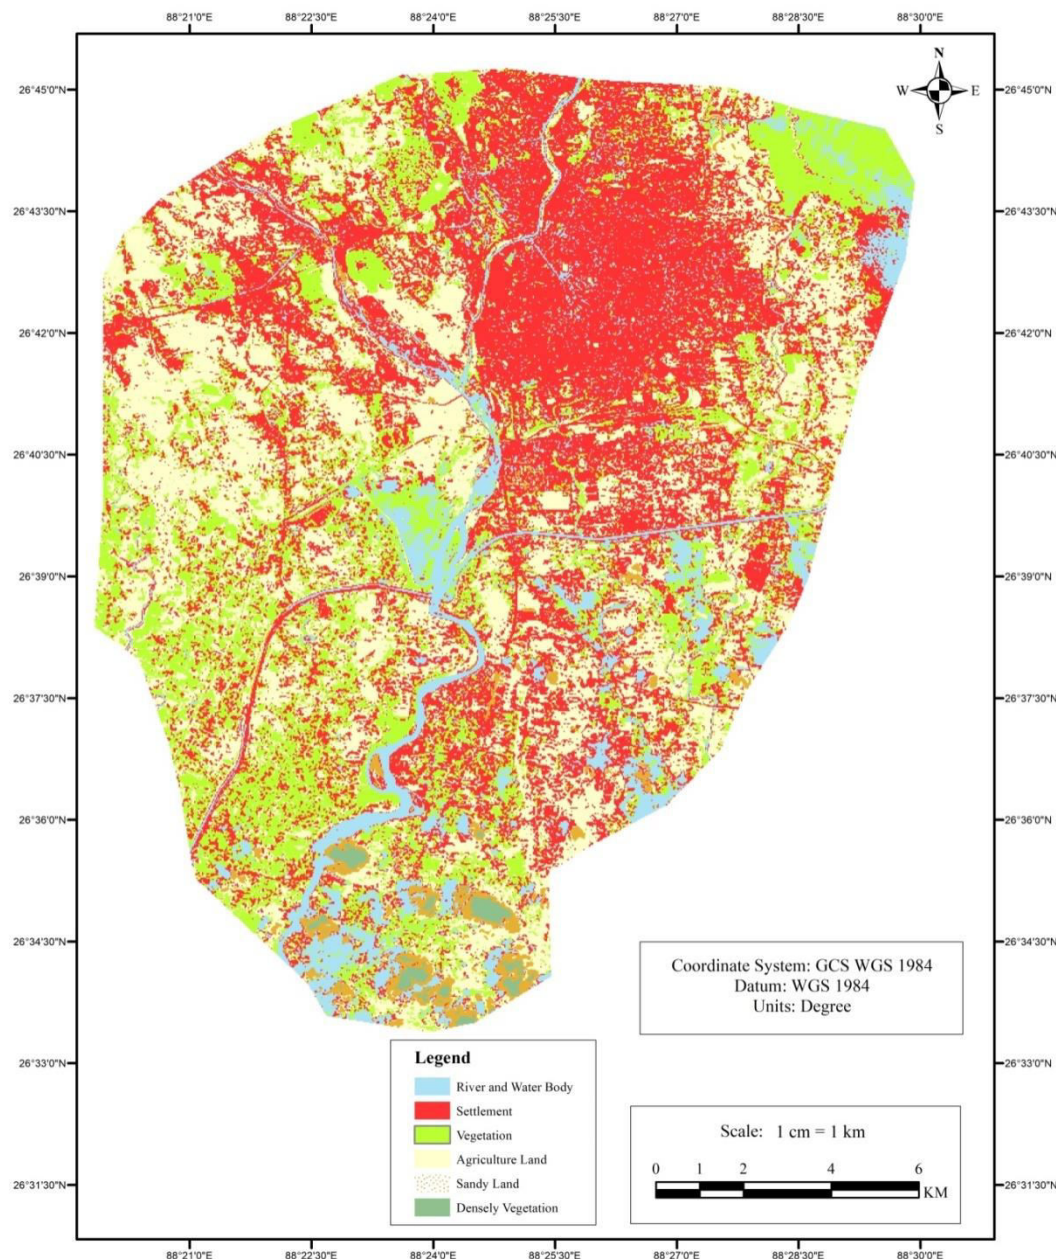 88°21'0"E 88°22'30"E 88°24'0"E 88°25'30"E 88°27'0"E 88°28'30"E 88°30'0"E
N
W E
S
26°45'0"N 26°45'0"N
26°43'30"N 26°43'30"N
26°42'0"N 26°42'0"N
26°40'30"N 26°40'30"N
26°39'0"N 26°39'0"N
26°37'30"N 26°37'30"N
26°36'0"N 26°36'0"N
26°34'30"N 26°34'30"N
26°33'0"N 26°33'0"N
26°31'30"N 26°31'30"N
Coordinate System: GCS WGS 1984
Datum: WGS 1984
Units: Degree
Legend
River and Water Body
Settlement
Vegetation
Agriculture Land
Sandy Land
Densely Vegetation
Scale: 1 cm = 1 km
0 1 2 4 6
KM
88°21'0"E 88°22'30"E 88°24'0"E 88°25'30"E 88°27'0"E 88°28'30"E 88°30'0"E